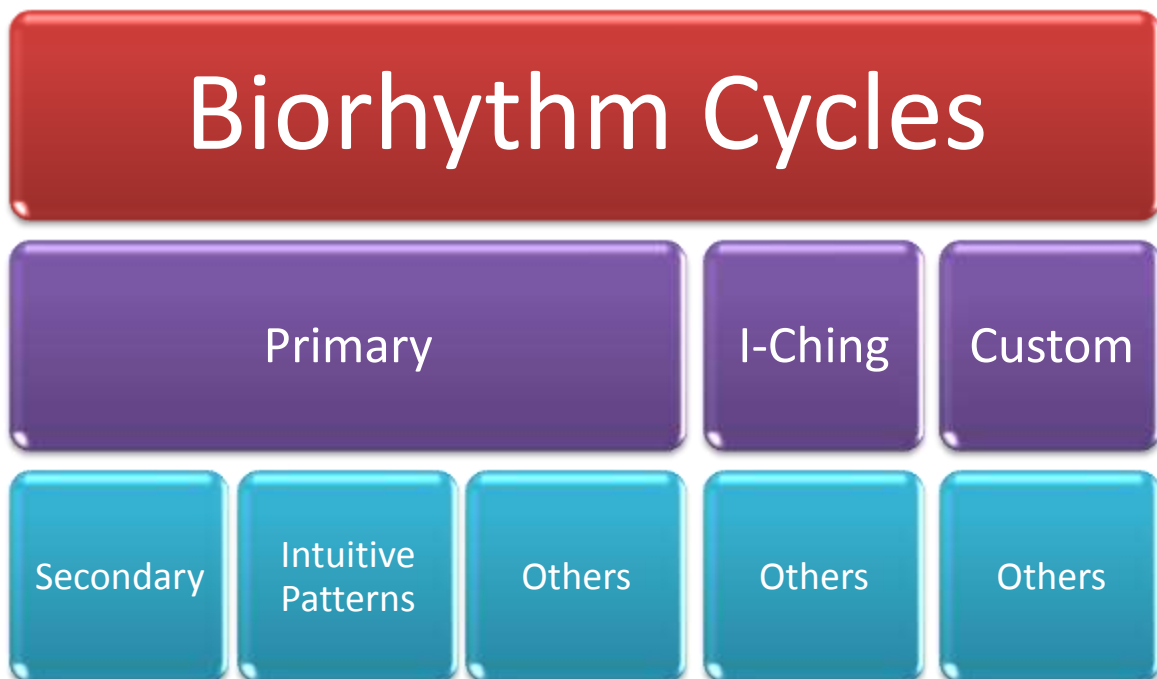 Biorhythm Cycles
Primary
I-Ching
Custom
Secondary
Intuitive
Patterns
Others
Others
Others